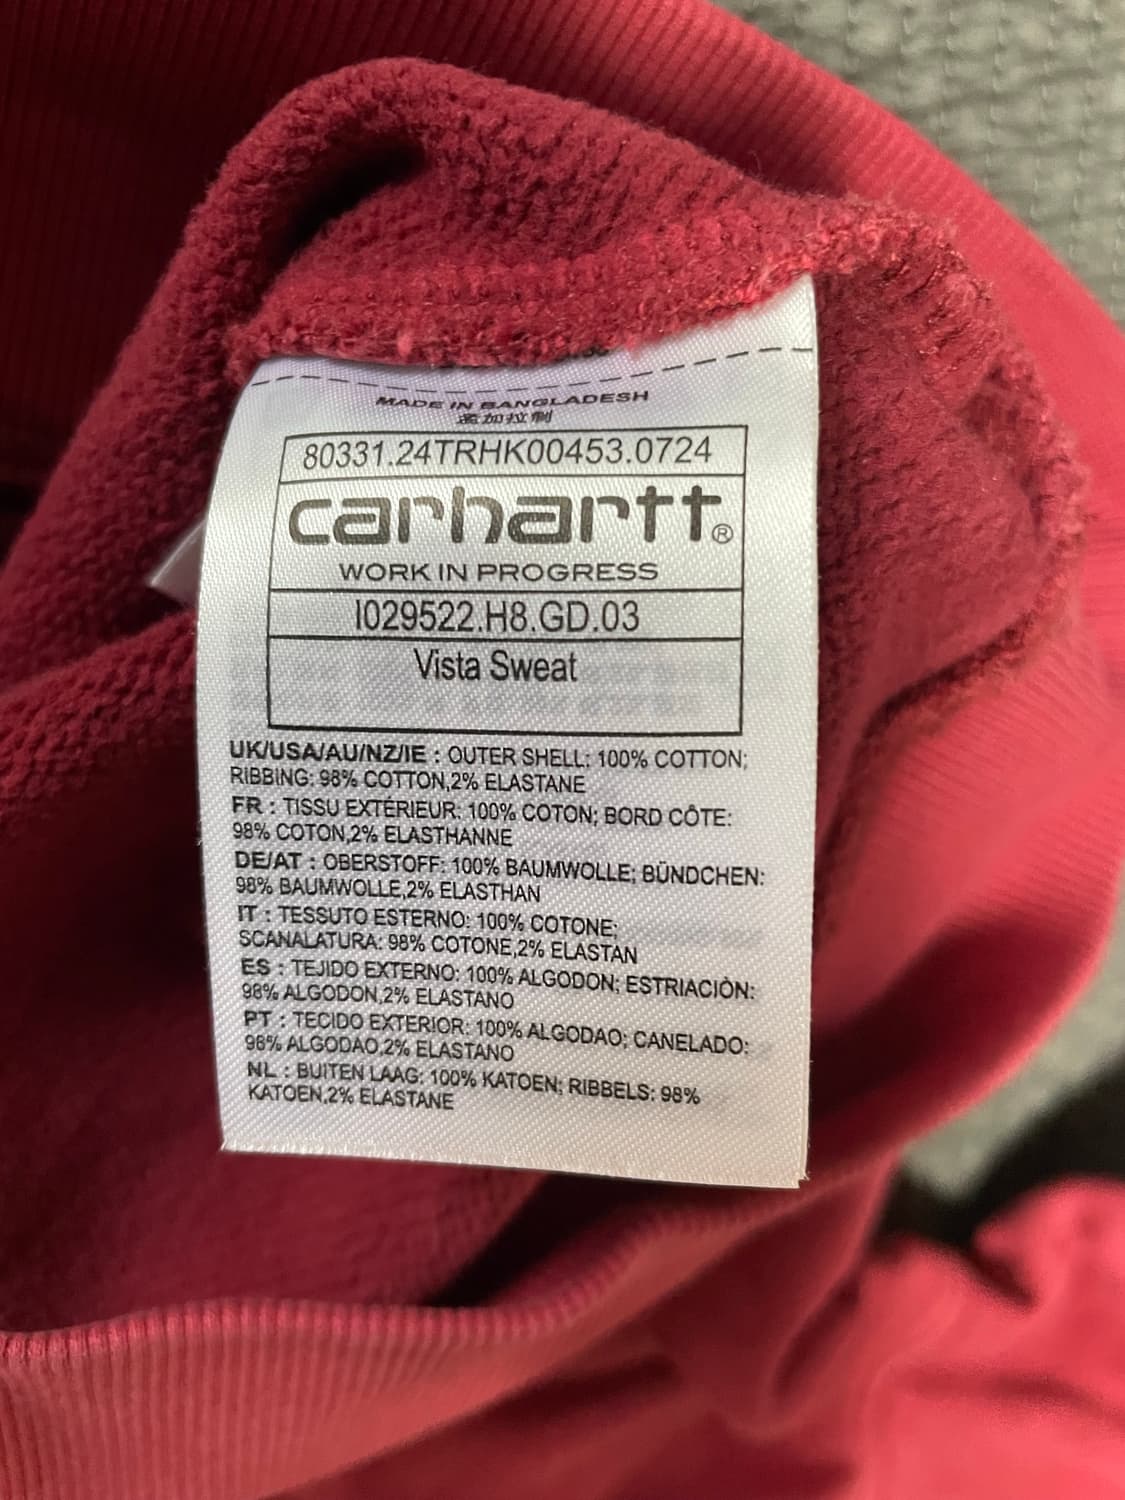 MADE IN BANGLADESH
孟加拉制
80331.24TRHK00453.0724
carhartt®
WORK IN PROGRESS
I029522.H8.GD.03
Vista Sweat
UK/USA/AU/NZ/IE : OUTER SHELL: 100% COTTON;
RIBBING: 98% COTTON,2% ELASTANE
FR : TISSU EXTÉRIEUR: 100% COTON; BORD CÔTE:
98% COTON,2% ELASTHANNE
DE/AT : OBERSTOFF: 100% BAUMWOLLE; BÜNDCHEN:
98% BAUMWOLLE,2% ELASTHAN
IT : TESSUTO ESTERNO: 100% COTONE;
SCANALATURA: 98% COTONE,2% ELASTAN
ES : TEJIDO EXTERNO: 100% ALGODON; ESTRIACIÒN:
98% ALGODON,2% ELASTANO
PT : TECIDO EXTERIOR: 100% ALGODAO; CANELADO:
98% ALGODAO,2% ELASTANO
NL : BUITEN LAAG: 100% KATOEN; RIBBELS: 98%
KATOEN,2% ELASTANE